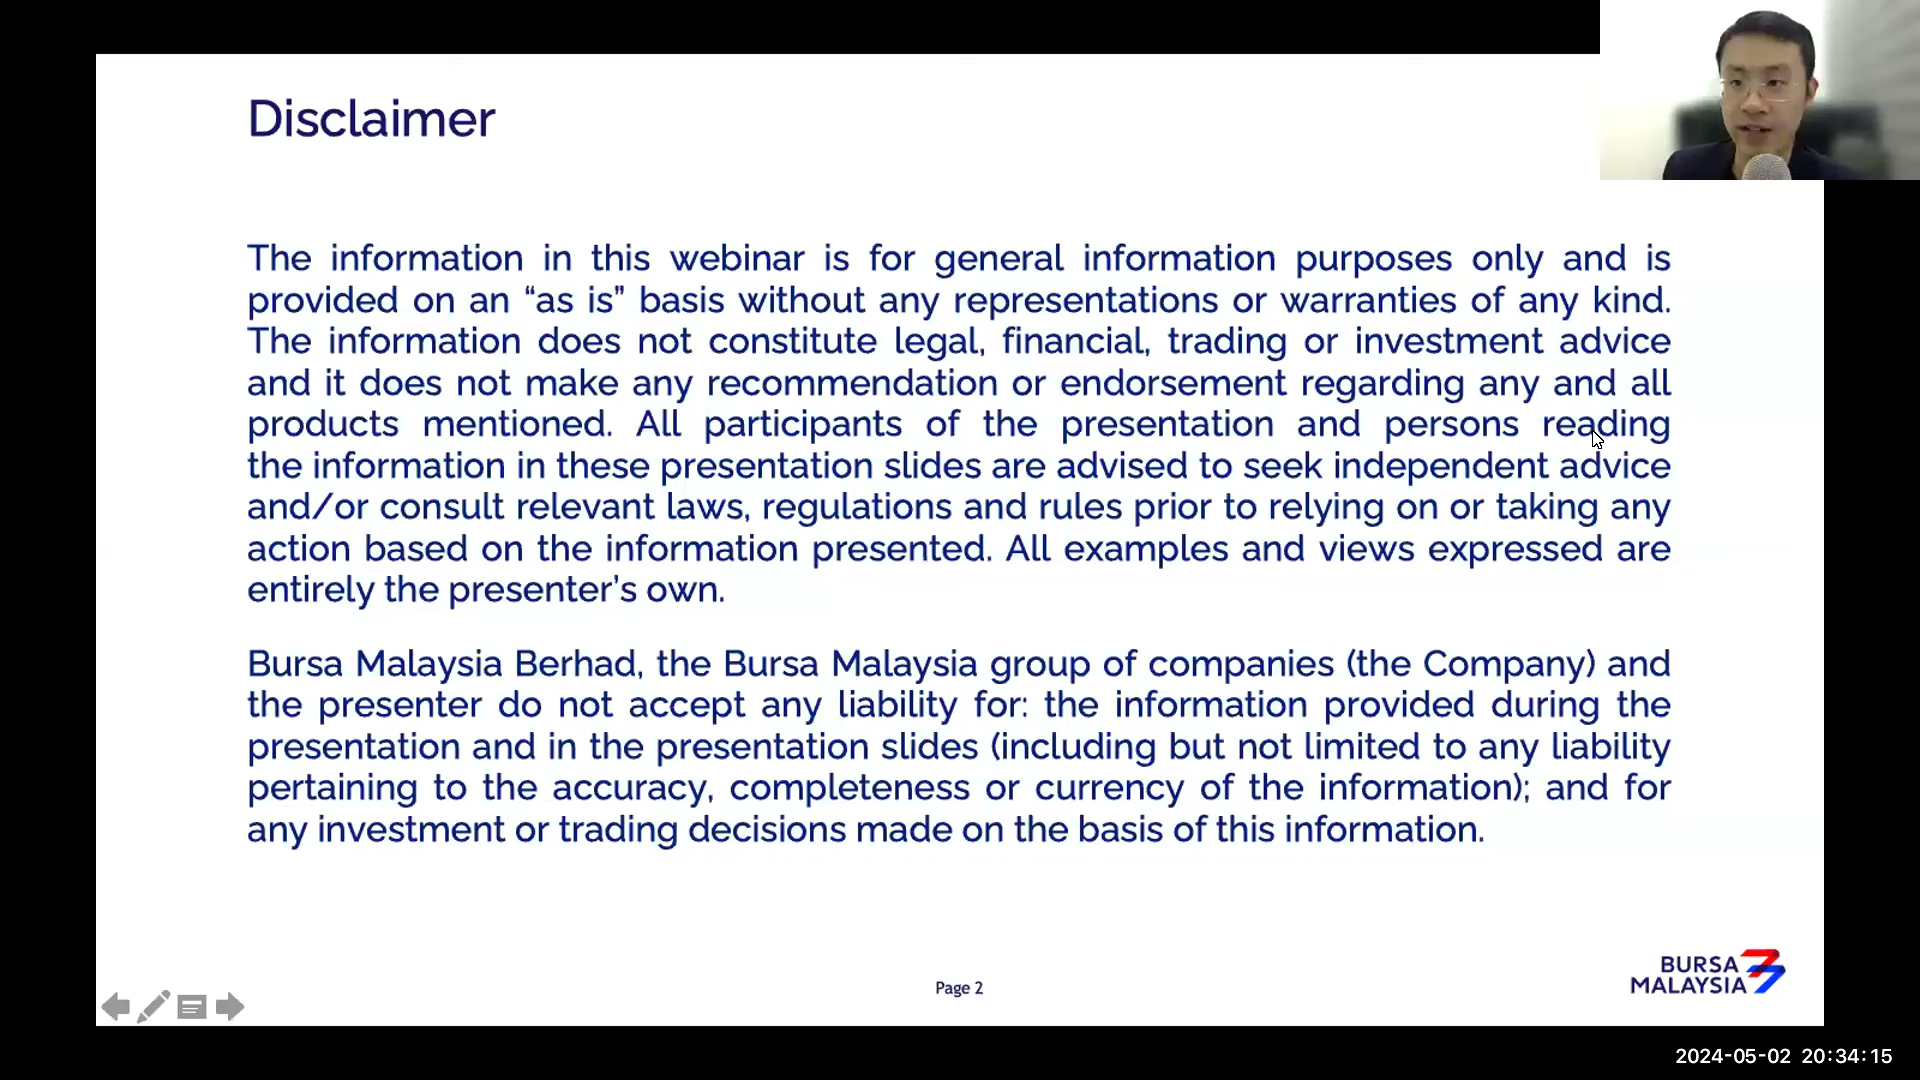 Disclaimer
The information in this webinar is for general information purposes only and is
provided on an “as is” basis without any representations or warranties of any kind.
The information does not constitute legal, financial, trading or investment advice
and it does not make any recommendation or endorsement regarding any and all
products mentioned. All participants of the presentation and persons reading
the information in these presentation slides are advised to seek independent advice
and/or consult relevant laws, regulations and rules prior to relying on or taking any
action based on the information presented. All examples and views expressed are
entirely the presenter’s own.
Bursa Malaysia Berhad, the Bursa Malaysia group of companies (the Company) and
the presenter do not accept any liability for: the information provided during the
presentation and in the presentation slides (including but not limited to any liability
pertaining to the accuracy, completeness or currency of the information); and for
any investment or trading decisions made on the basis of this information.
Page 2
BURSA
MALAYSIA
2024-05-02 20:34:15